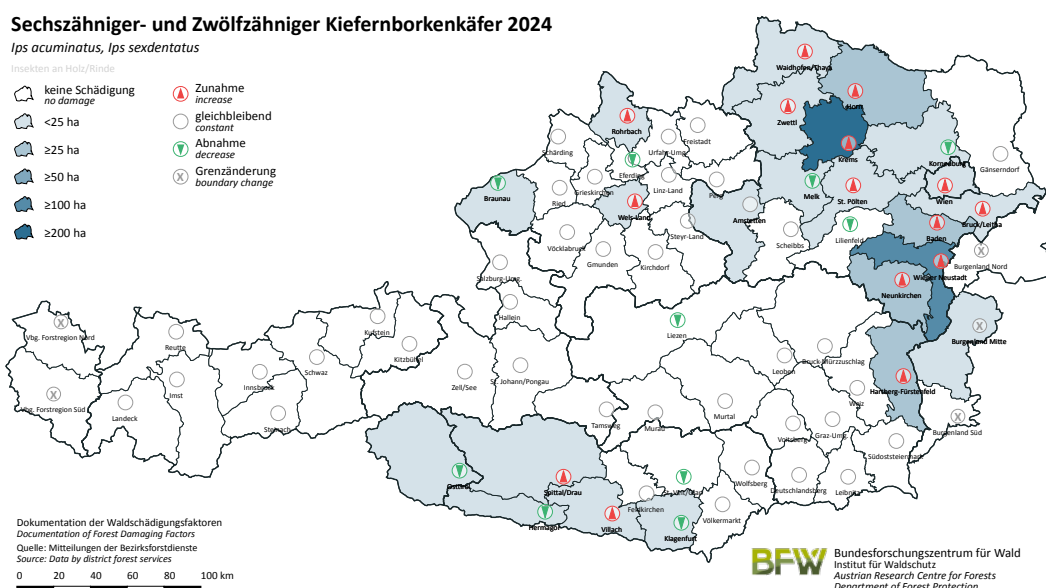 Sechszähniger- und Zwölfzähniger Kiefernborkenkäfer 2024
Ips acuminatus, Ips sexdentatus
Insekten an Holz/Rinde
keine Schädigung
no damage
<25 ha
≥25 ha
≥50 ha
≥100 ha
≥200 ha
Zunahme
increase
gleichbleibend
constant
Abnahme
decrease
Grenzänderung
boundary change
Waidhofen/Thaya
Horn
Zwettl
Krems
Rohrbach
Freistadt
Schärding
Urfahr-Umg.
Eferding
Grieskirchen
Linz-Land
Perg
Braunau
Ried
Wels-Land
Amstetten
Melk
St. Pölten
Korneuburg
Gänserndorf
Wien
Bruck/Leitha
Steyr-Land
Scheibbs
Lilienfeld
Baden
Vöcklabruck
Gmunden
Kirchdorf
Salzburg-Umg.
Wiener Neustadt
Burgenland Nord
Neunkirchen
Hallein
Vbg. Forstregion Nord
Reutte
Kufstein
Kitzbühel
Liezen
Burgenland Mitte
Schwaz
Zell/See
St. Johann/Pongau
Leoben
Bruck-Mürzzuschlag
Innsbruck
Imst
Hartberg-Fürstenfeld
Vbg. Forstregion Süd
Landeck
Steinach
Tamsweg
Murau
Murtal
Weiz
Voitsberg
Graz-Umg.
Burgenland Süd
Südoststeiermark
Osttirol
Spittal/Drau
St. Veit/Glan
Wolfsberg
Deutschlandsberg
Leibnitz
Hermagor
Villach
Feldkirchen
Klagenfurt
Völkermarkt
Dokumentation der Waldschädigungsfaktoren
Documentation of Forest Damaging Factors
Quelle: Mitteilungen der Bezirksforstdienste
Source: Data by district forest services
0 20 40 60 80 100 km
BFW
Bundesforschungszentrum für Wald
Institut für Waldschutz
Austrian Research Centre for Forests
Department of Forest Protection